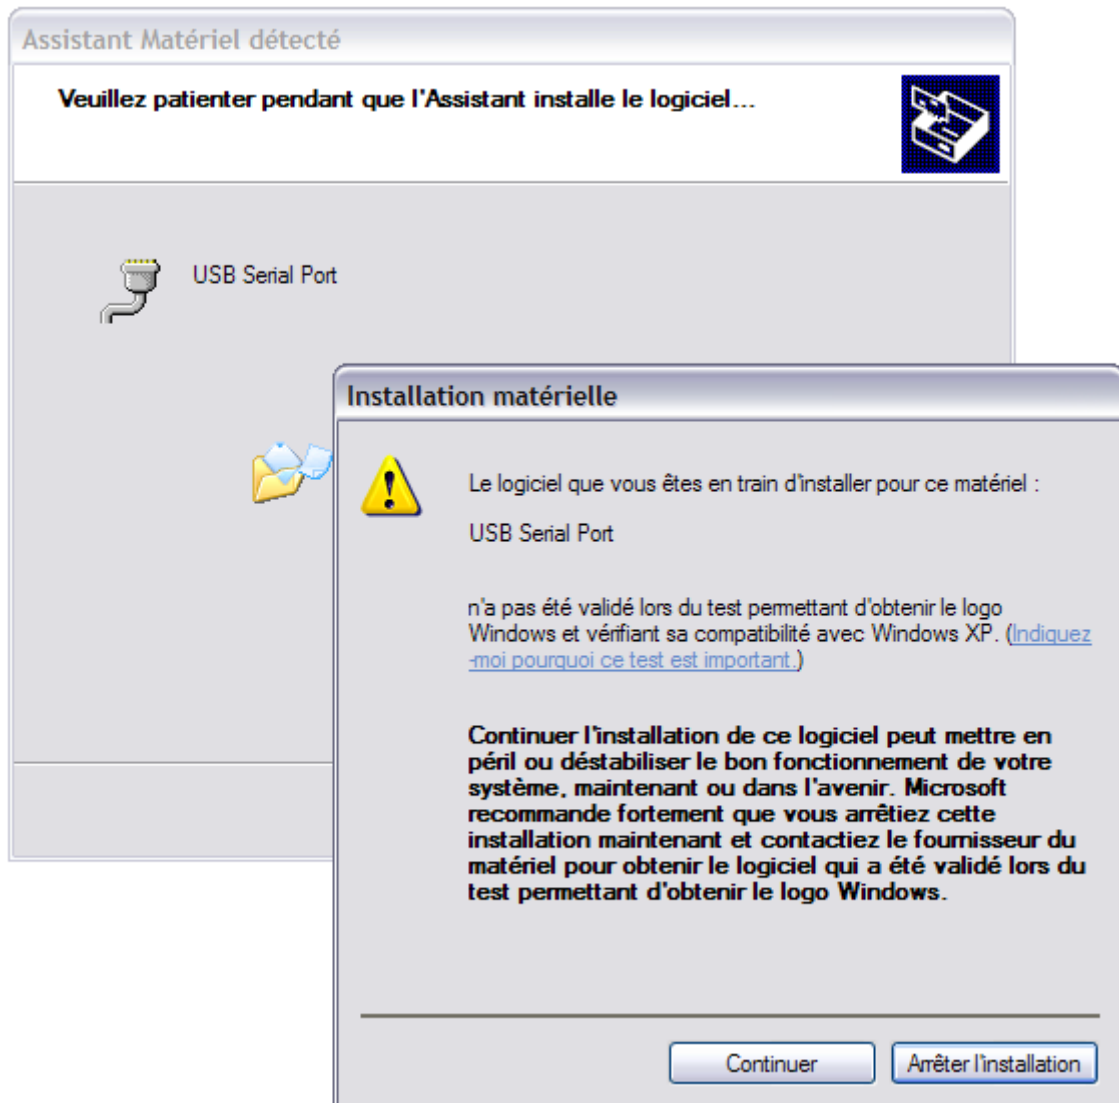 Assistant Matériel détecté
Veuillez patienter pendant que l'Assistant installe le logiciel...
USB Serial Port
Installation matérielle
Le logiciel que vous êtes en train d'installer pour ce matériel :
USB Serial Port
n'a pas été validé lors du test permettant d'obtenir le logo
Windows et vérifiant sa compatibilité avec Windows XP. (Indiquez
-moi pourquoi ce test est important.)
Continuer l'installation de ce logiciel peut mettre en
péril ou déstabiliser le bon fonctionnement de votre
système, maintenant ou dans l'avenir. Microsoft
recommande fortement que vous arrêtiez cette
installation maintenant et contactiez le fournisseur du
matériel pour obtenir le logiciel qui a été validé lors du
test permettant d'obtenir le logo Windows.
Continuer
Arrêter l'installation